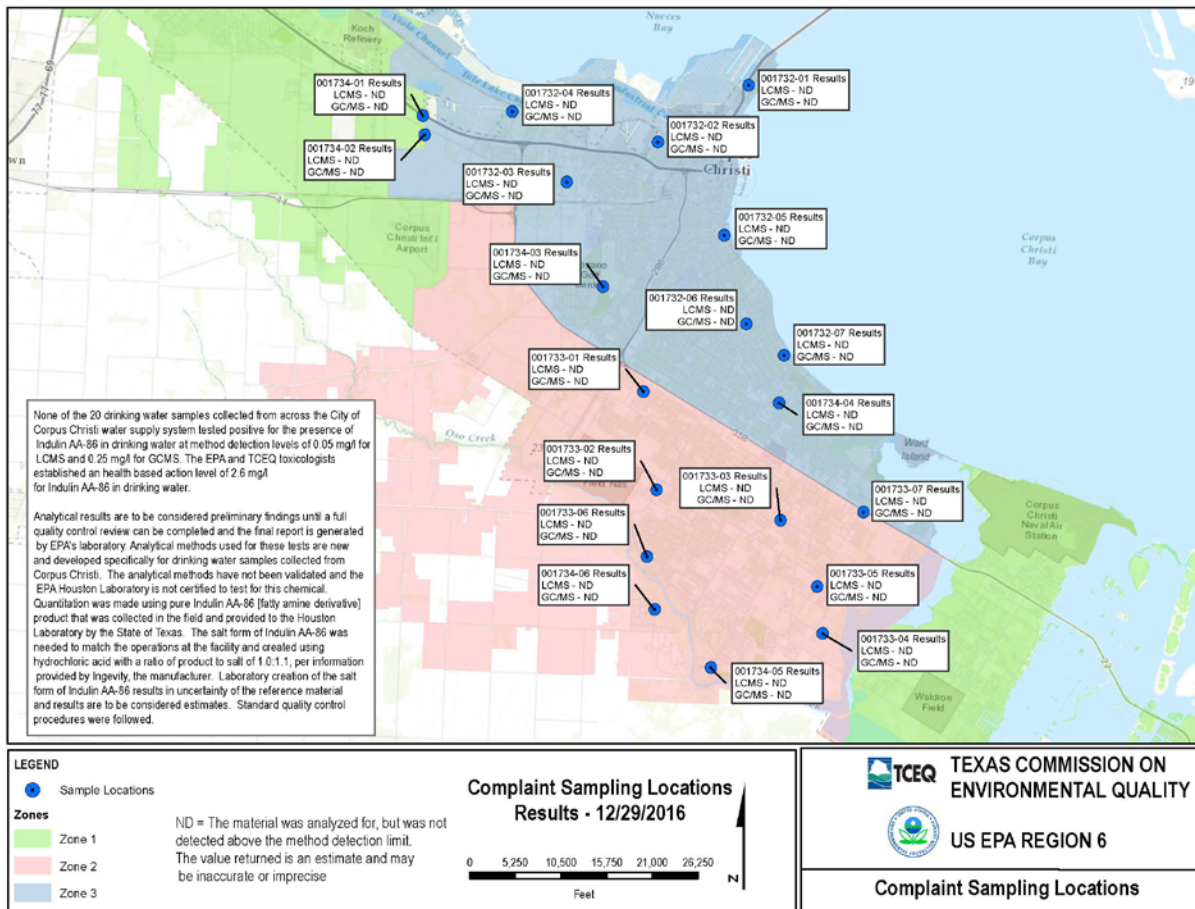 Nueces
Bay
Koch
Refinery
Viola Channel
Tule Lake
77-77-69
001734-01 Results
LCMS - ND
GC/MS - ND
001732-04 Results
LCMS - ND
GC/MS - ND
001732-01 Results
LCMS - ND
GC/MS - ND
001734-02 Results
LCMS - ND
GC/MS - ND
001732-02 Results
LCMS - ND
GC/MS - ND
Christi
001732-03 Results
LCMS - ND
GC/MS - ND
44
Corpus
Christi Int'l
Airport
001732-05 Results
LCMS - ND
GC/MS - ND
Corpus
Christi
Bay
001734-03 Results
LCMS - ND
GC/MS - ND
286
001732-06 Results
LCMS - ND
GC/MS - ND
001732-07 Results
LCMS - ND
GC/MS - ND
001733-01 Results
LCMS - ND
GC/MS - ND
001734-04 Results
LCMS - ND
GC/MS - ND
358
Oso Creek
Ward
Island
001733-02 Results
LCMS - ND
GC/MS - ND
001733-03 Results
LCMS - ND
GC/MS - ND
001733-07 Results
LCMS - ND
GC/MS - ND
Corpus
Christi
Naval Air
Station
001733-06 Results
LCMS - ND
GC/MS - ND
001734-06 Results
LCMS - ND
GC/MS - ND
001733-05 Results
LCMS - ND
GC/MS - ND
001733-04 Results
LCMS - ND
GC/MS - ND
001734-05 Results
LCMS - ND
GC/MS - ND
Waldron
Field
22
None of the 20 drinking water samples collected from across the City of
Corpus Christi water supply system tested positive for the presence of
Indulin AA-86 in drinking water at method detection levels of 0.05 mg/l for
LCMS and 0.25 mg/l for GCMS. The EPA and TCEQ toxicologists
established an health based action level of 2.6 mg/l
for Indulin AA-86 in drinking water.
Analytical results are to be considered preliminary findings until a full
quality control review can be completed and the final report is generated
by EPA's laboratory. Analytical methods used for these tests are new
and developed specifically for drinking water samples collected from
Corpus Christi. The analytical methods have not been validated and the
EPA Houston Laboratory is not certified to test for this chemical.
Quantitation was made using pure Indulin AA-86 [fatty amine derivative]
product that was collected in the field and provided to the Houston
Laboratory by the State of Texas. The salt form of Indulin AA-86 was
needed to match the operations at the facility and created using
hydrochloric acid with a ratio of product to salt of 1.0:1.1, per information
provided by Ingevity, the manufacturer. Laboratory creation of the salt
form of Indulin AA-86 results in uncertainty of the reference material
and results are to be considered estimates. Standard quality control
procedures were followed.
LEGEND
Sample Locations
Zones
Zone 1
Zone 2
Zone 3
ND = The material was analyzed for, but was not
detected above the method detection limit.
The value returned is an estimate and may
be inaccurate or imprecise
Complaint Sampling Locations
Results - 12/29/2016
0 5,250 10,500 15,750 21,000 26,250
Feet
N
TCEQ
TEXAS COMMISSION ON
ENVIRONMENTAL QUALITY
US EPA REGION 6
Complaint Sampling Locations